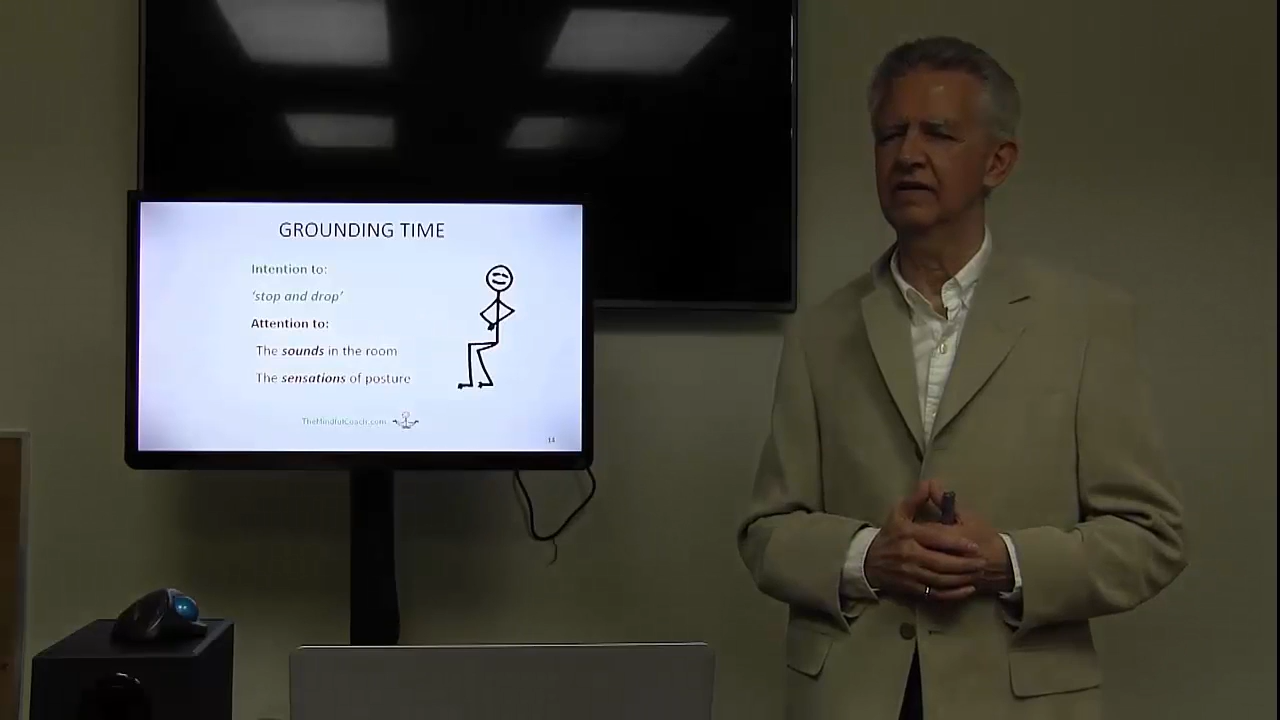 GROUNDING TIME
Intention to:
‘stop and drop’
Attention to:
The sounds in the room
The sensations of posture
TheMindfulCoach.com
14